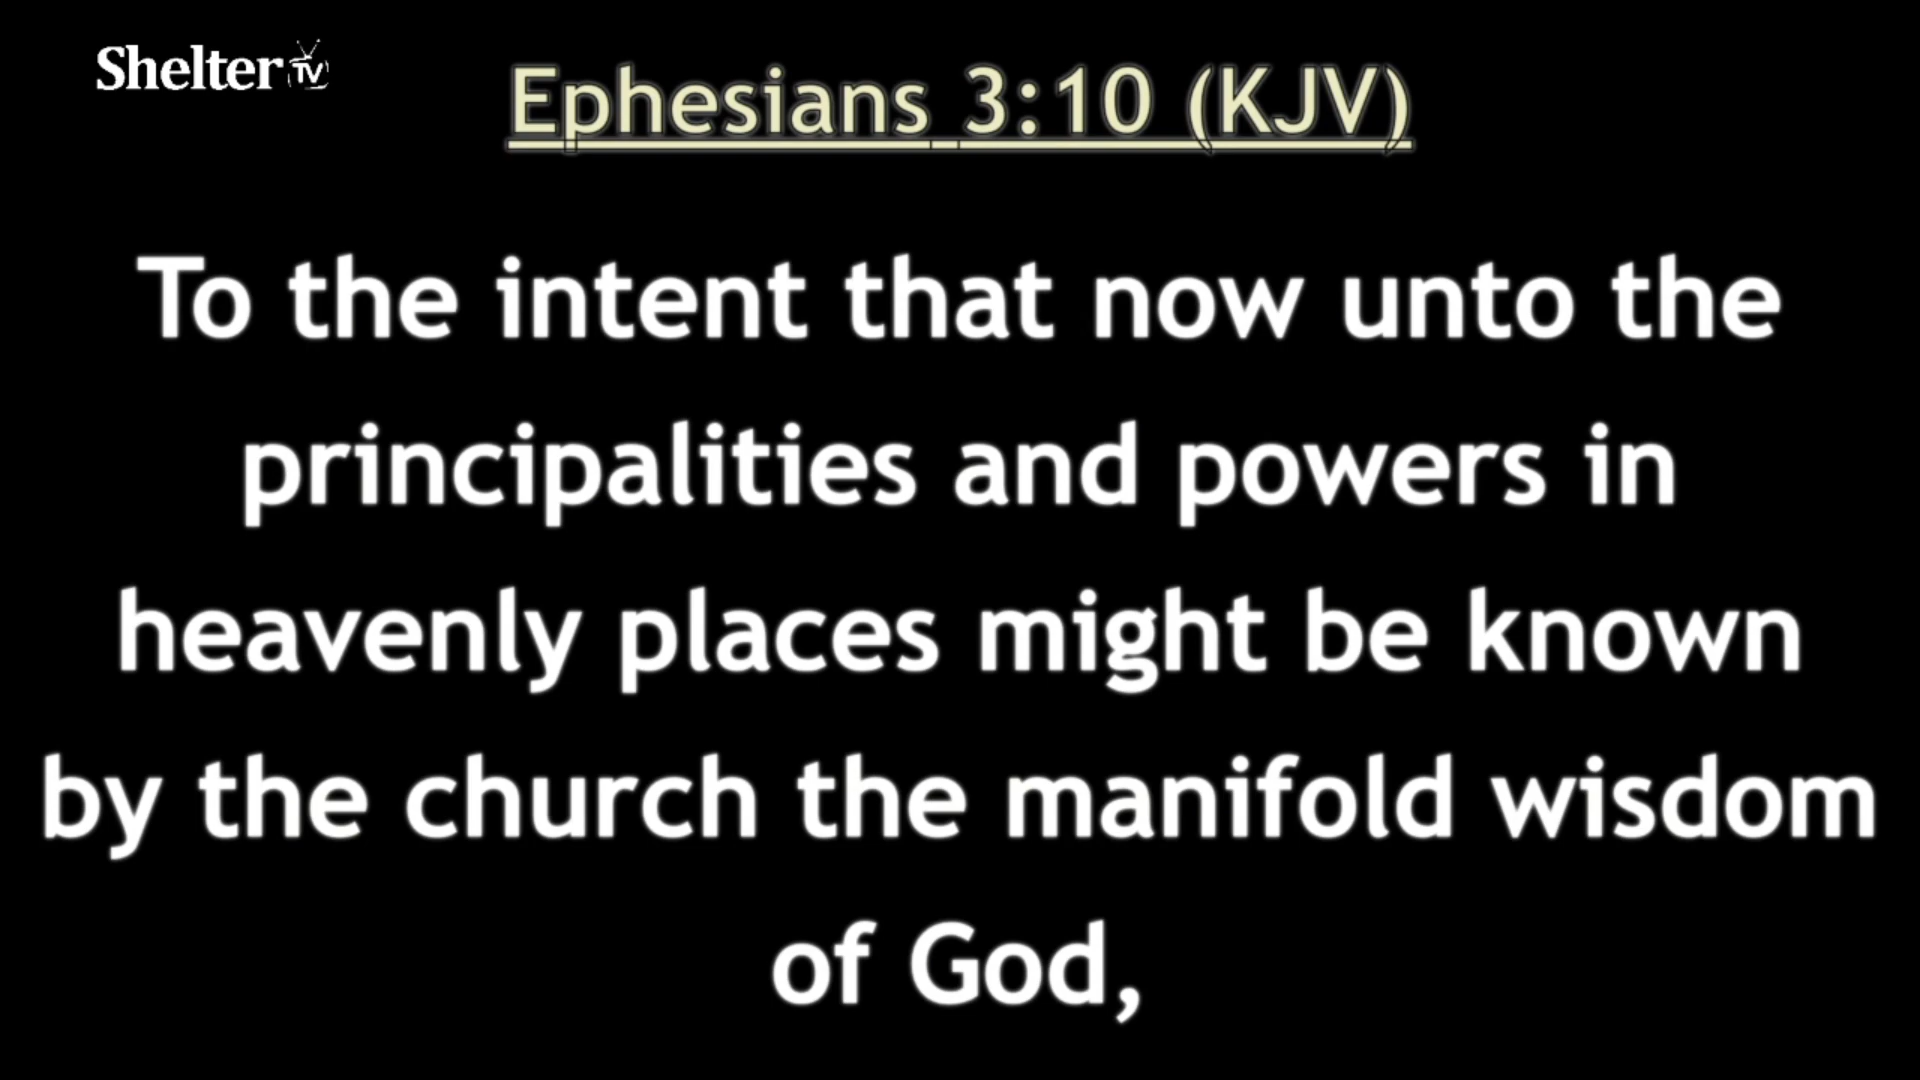 Shelter TV
Ephesians 3:10 (KJV)
To the intent that now unto the
principalities and powers in
heavenly places might be known
by the church the manifold wisdom
of God,